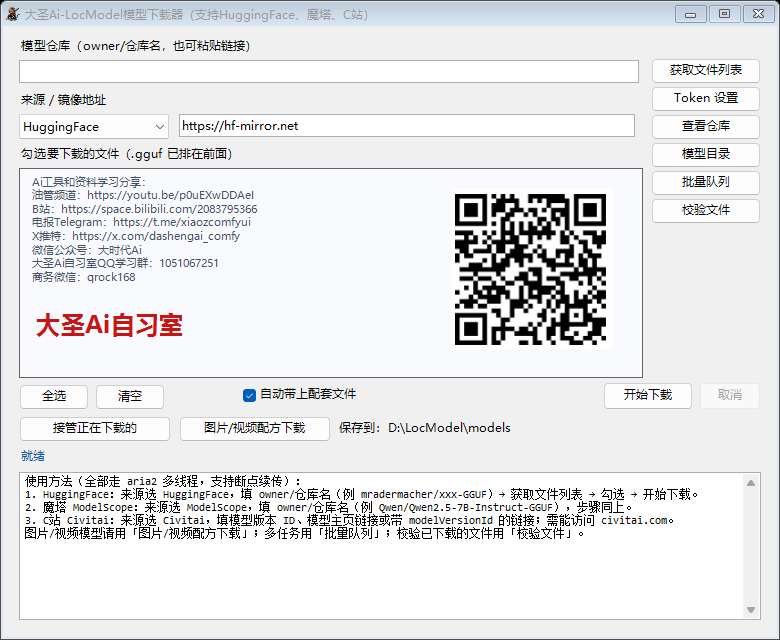 大圣Ai-LocModel模型下载器（支持HuggingFace、魔塔、C站）
模型仓库（owner/仓库名，也可粘贴链接）
获取文件列表
来源 / 镜像地址
Token 设置
HuggingFace
https://hf-mirror.net
查看仓库
勾选要下载的文件（.gguf 已排在前面）
模型目录
批量队列
校验文件
Ai工具和资料学习分享：
油管频道：https://youtu.be/p0uEXwDDAeI
B站：https://space.bilibili.com/2083795366
电报Telegram：https://t.me/xiaozcomfyui
X推特：https://x.com/dashengai_comfy
微信公众号：大时代Ai
大圣Ai自习室QQ学习群：1051067251
商务微信：qrock168
大圣Ai自习室
全选
清空
自动带上配套文件
开始下载
取消
接管正在下载的
图片/视频配方下载
保存到：D:\LocModel\models
就绪
使用方法（全部走 aria2 多线程，支持断点续传）：
1. HuggingFace：来源选 HuggingFace，填 owner/仓库名（例 mradermacher/xxx-GGUF）→ 获取文件列表 → 勾选 → 开始下载。
2. 魔塔 ModelScope：来源选 ModelScope，填 owner/仓库名（例 Qwen/Qwen2.5-7B-Instruct-GGUF），步骤同上。
3. C站 Civitai：来源选 Civitai，填模型版本 ID、模型主页链接或带 modelVersionId 的链接；需能访问 civitai.com。
图片/视频模型请用「图片/视频配方下载」；多任务用「批量队列」；校验已下载的文件用「校验文件」。